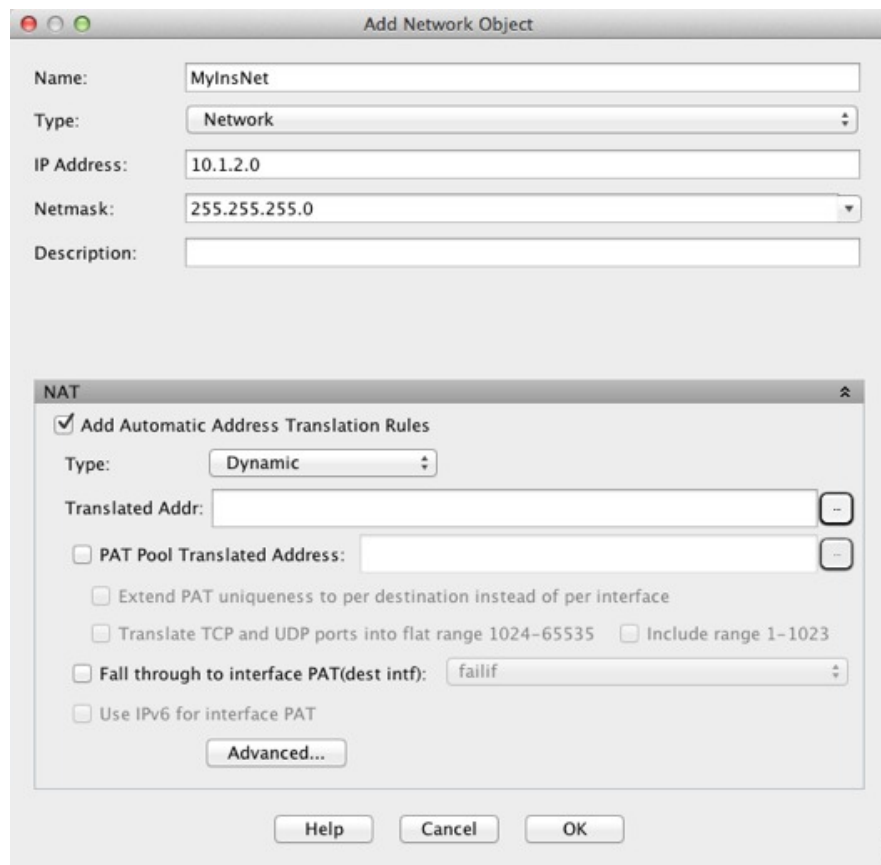 Add Network Object
Name: MyInsNet
Type: Network
IP Address: 10.1.2.0
Netmask: 255.255.255.0
Description:
NAT
Add Automatic Address Translation Rules
Type: Dynamic
Translated Addr: ...
PAT Pool Translated Address: ...
Extend PAT uniqueness to per destination instead of per interface
Translate TCP and UDP ports into flat range 1024-65535 Include range 1-1023
Fall through to interface PAT(dest intf): failif
Use IPv6 for interface PAT
Advanced...
Help Cancel OK